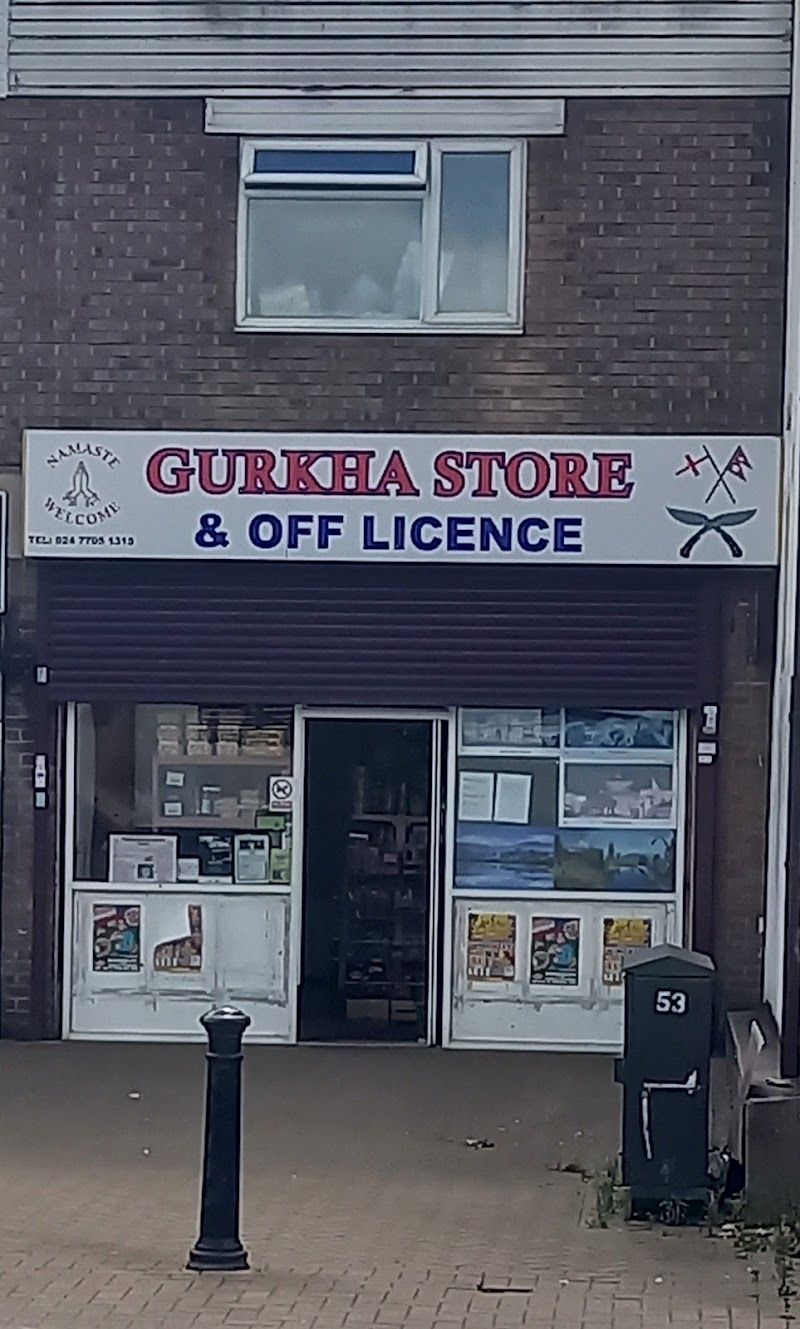 NAMASTE
WELCOME
TEL: 024 7705 1313
GURKHA STORE
& OFF LICENCE
53